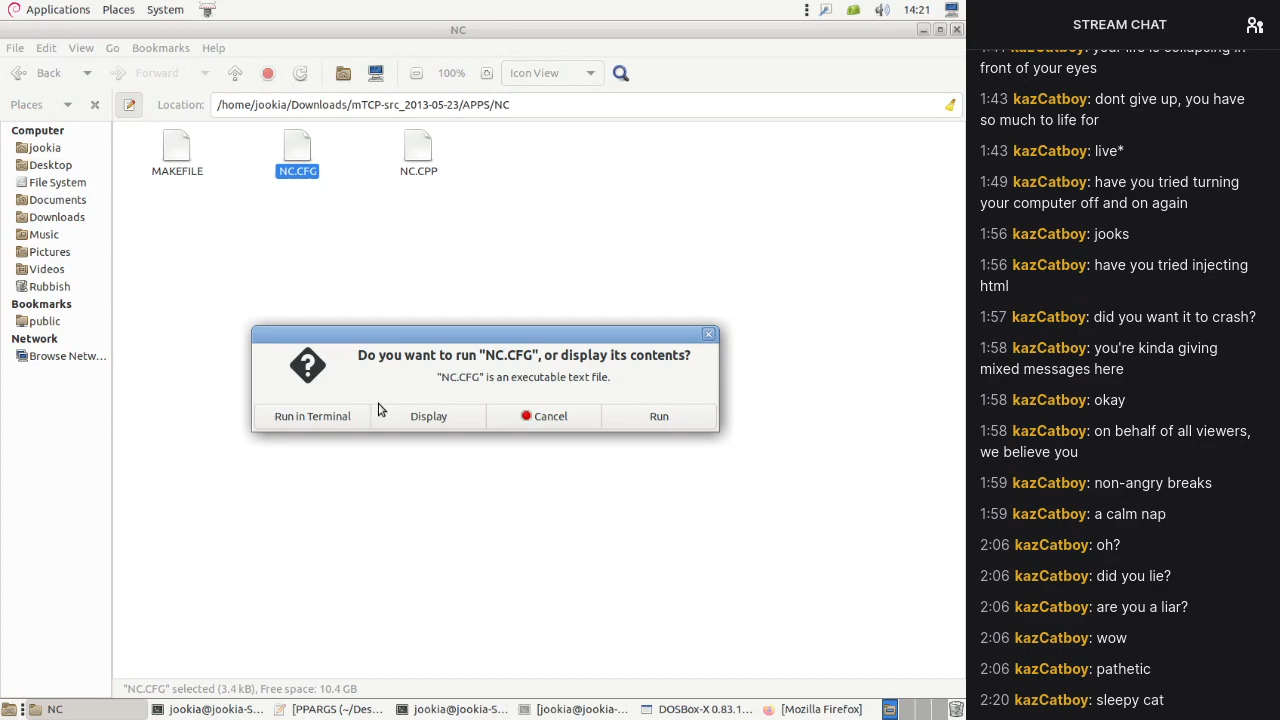 Applications Places System 14:21
NC
File Edit View Go Bookmarks Help
Back Forward 100% Icon View
Places Location: /home/jookia/Downloads/mTCP-src_2013-05-23/APPS/NC
Computer
jookia
Desktop
File System
Documents
Downloads
Music
Pictures
Videos
Rubbish
Bookmarks
public
Network
Browse Netw...
MAKEFILE NC.CFG NC.CPP
Do you want to run "NC.CFG", or display its contents?
"NC.CFG" is an executable text file.
Run in Terminal Display Cancel Run
"NC.CFG" selected (3.4 kB), Free space: 10.4 GB
NC jookia@jookia-S... [PPARG2 (~/Des... jookia@jookia-S... [jookia@jookia-... DOSBox-X 0.83.1... [Mozilla Firefox]
STREAM CHAT
1:41 kazCatboy: your life is collapsing in
front of your eyes
1:43 kazCatboy: dont give up, you have
so much to life for
1:43 kazCatboy: live*
1:49 kazCatboy: have you tried turning
your computer off and on again
1:56 kazCatboy: jooks
1:56 kazCatboy: have you tried injecting
html
1:57 kazCatboy: did you want it to crash?
1:58 kazCatboy: you're kinda giving
mixed messages here
1:58 kazCatboy: okay
1:58 kazCatboy: on behalf of all viewers,
we believe you
1:59 kazCatboy: non-angry breaks
1:59 kazCatboy: a calm nap
2:06 kazCatboy: oh?
2:06 kazCatboy: did you lie?
2:06 kazCatboy: are you a liar?
2:06 kazCatboy: wow
2:06 kazCatboy: pathetic
2:20 kazCatboy: sleepy cat